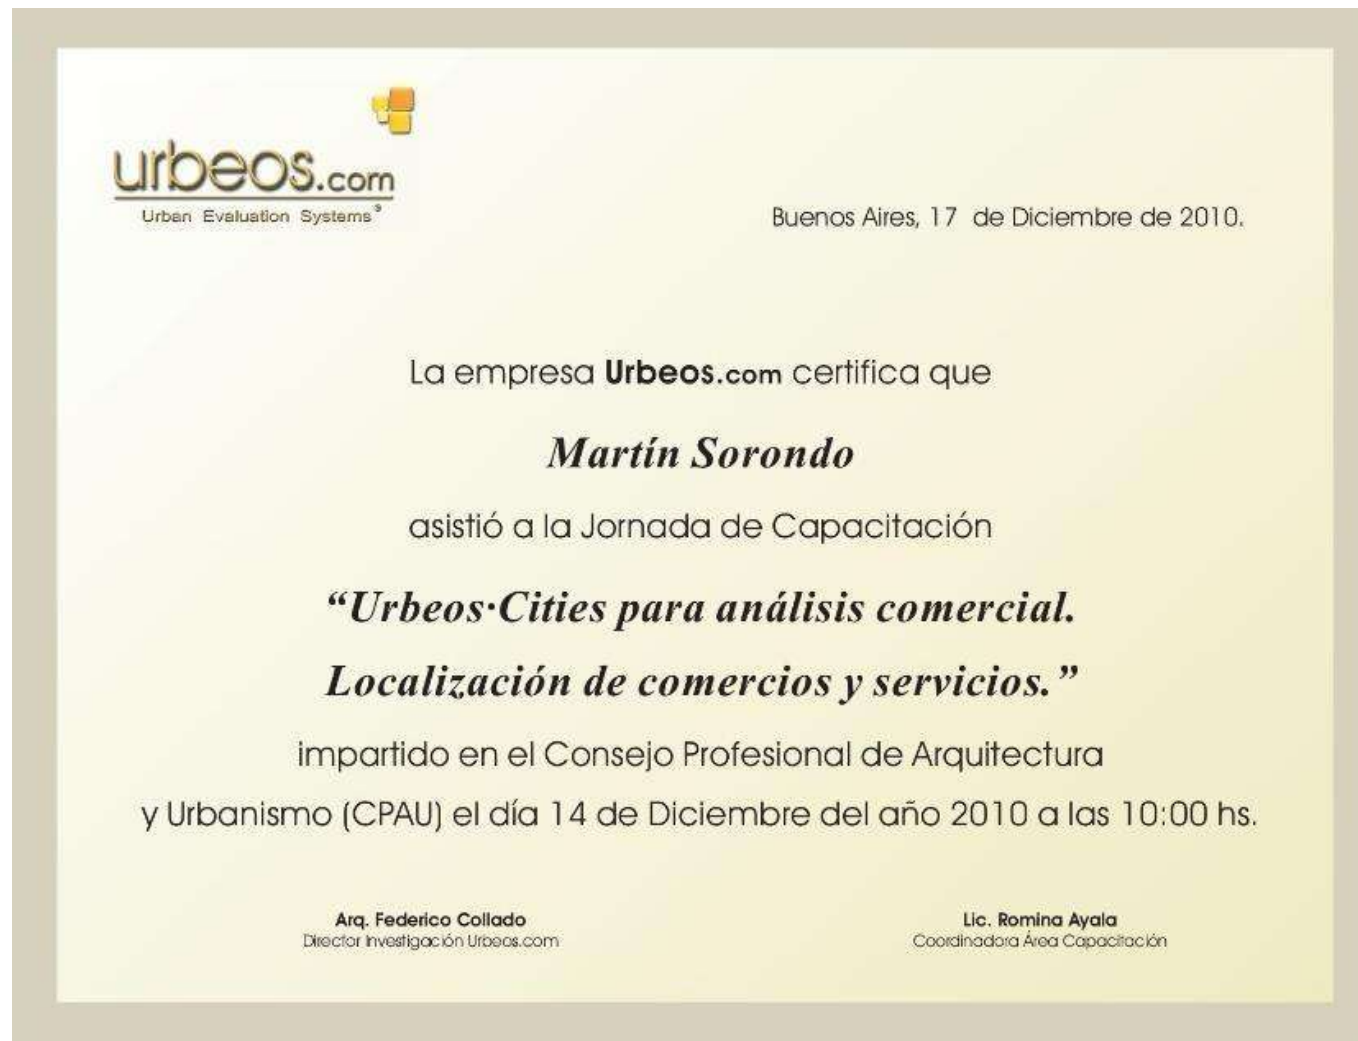 urbeos.com
Urban Evaluation Systems®
Buenos Aires, 17 de Diciembre de 2010.
La empresa Urbeos.com certifica que
Martín Sorondo
asistió a la Jornada de Capacitación
“Urbeos·Cities para análisis comercial.
Localización de comercios y servicios.”
impartido en el Consejo Profesional de Arquitectura
y Urbanismo (CPAU) el día 14 de Diciembre del año 2010 a las 10:00 hs.
Arq. Federico Collado
Director Investigación Urbeos.com
Lic. Romina Ayala
Coordinadora Área Capacitación